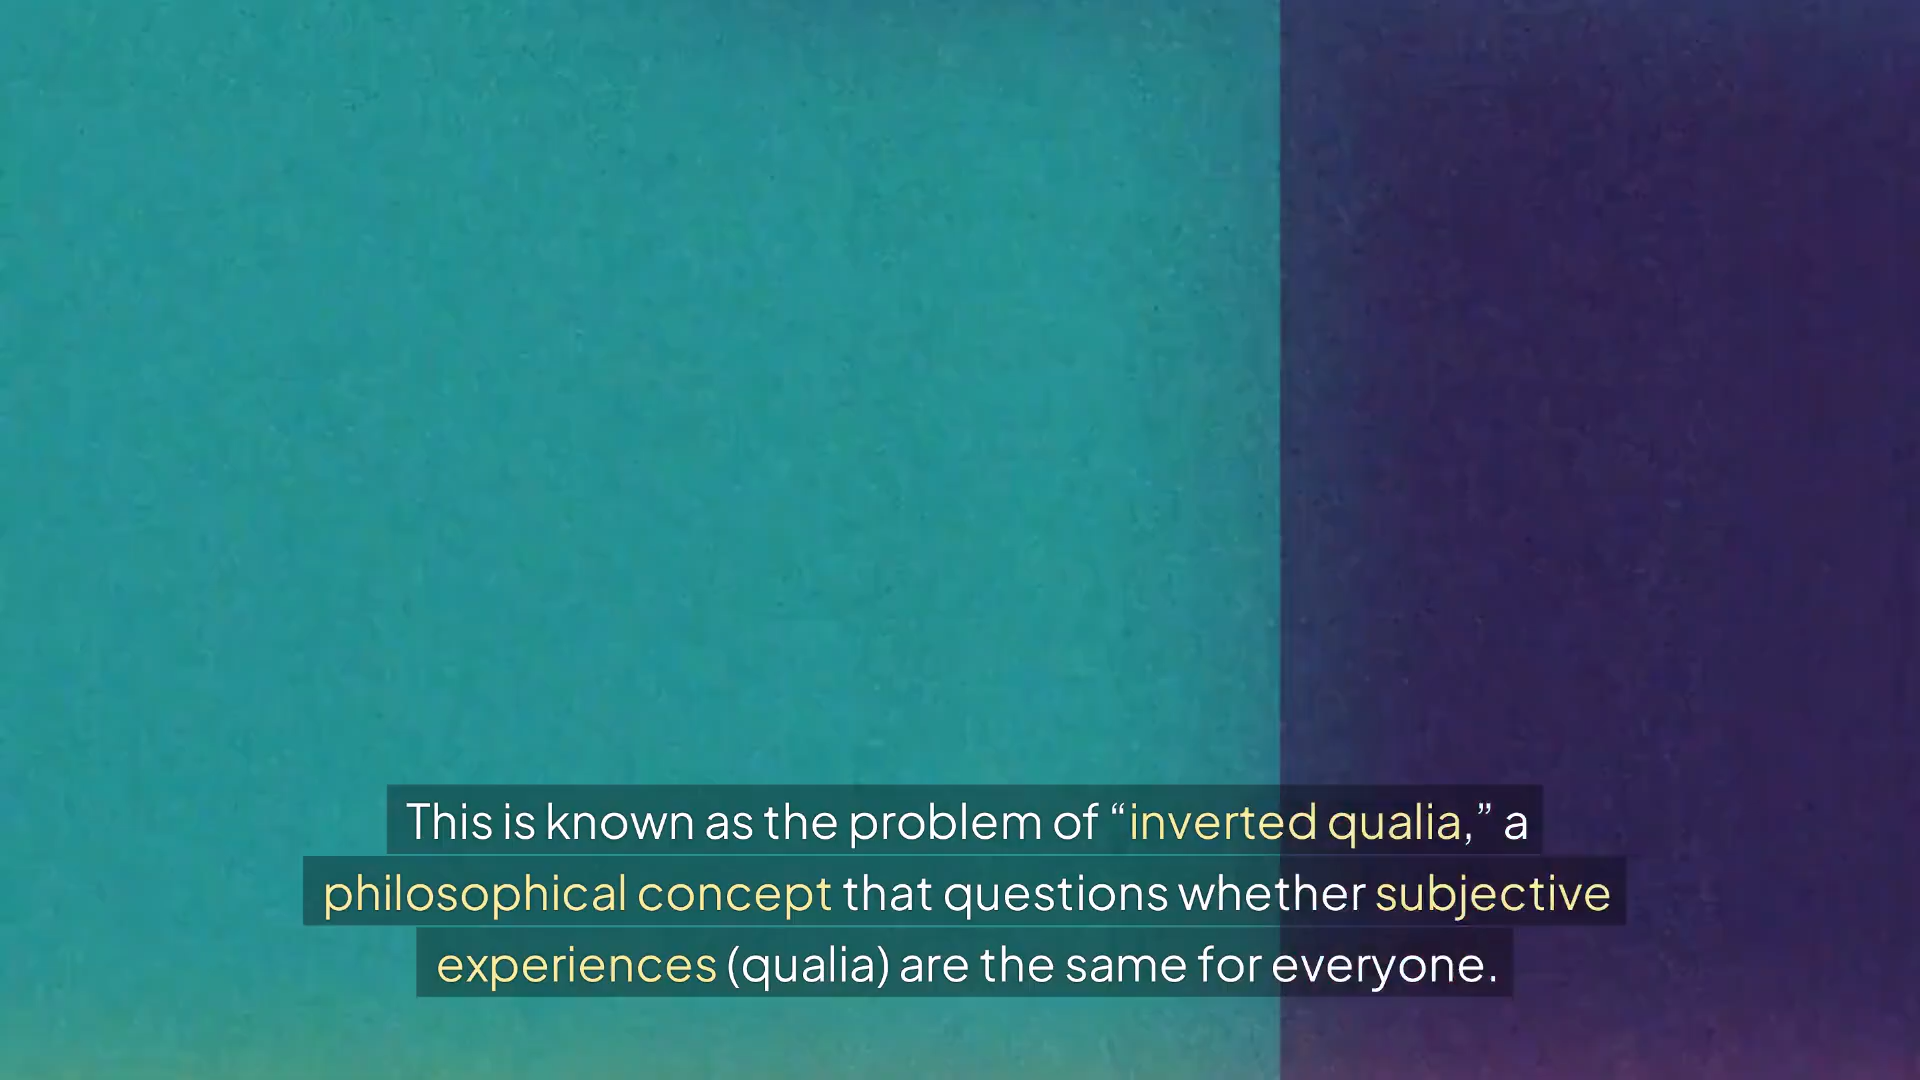 This is known as the problem of “inverted qualia,” a
philosophical concept that questions whether subjective
experiences (qualia) are the same for everyone.